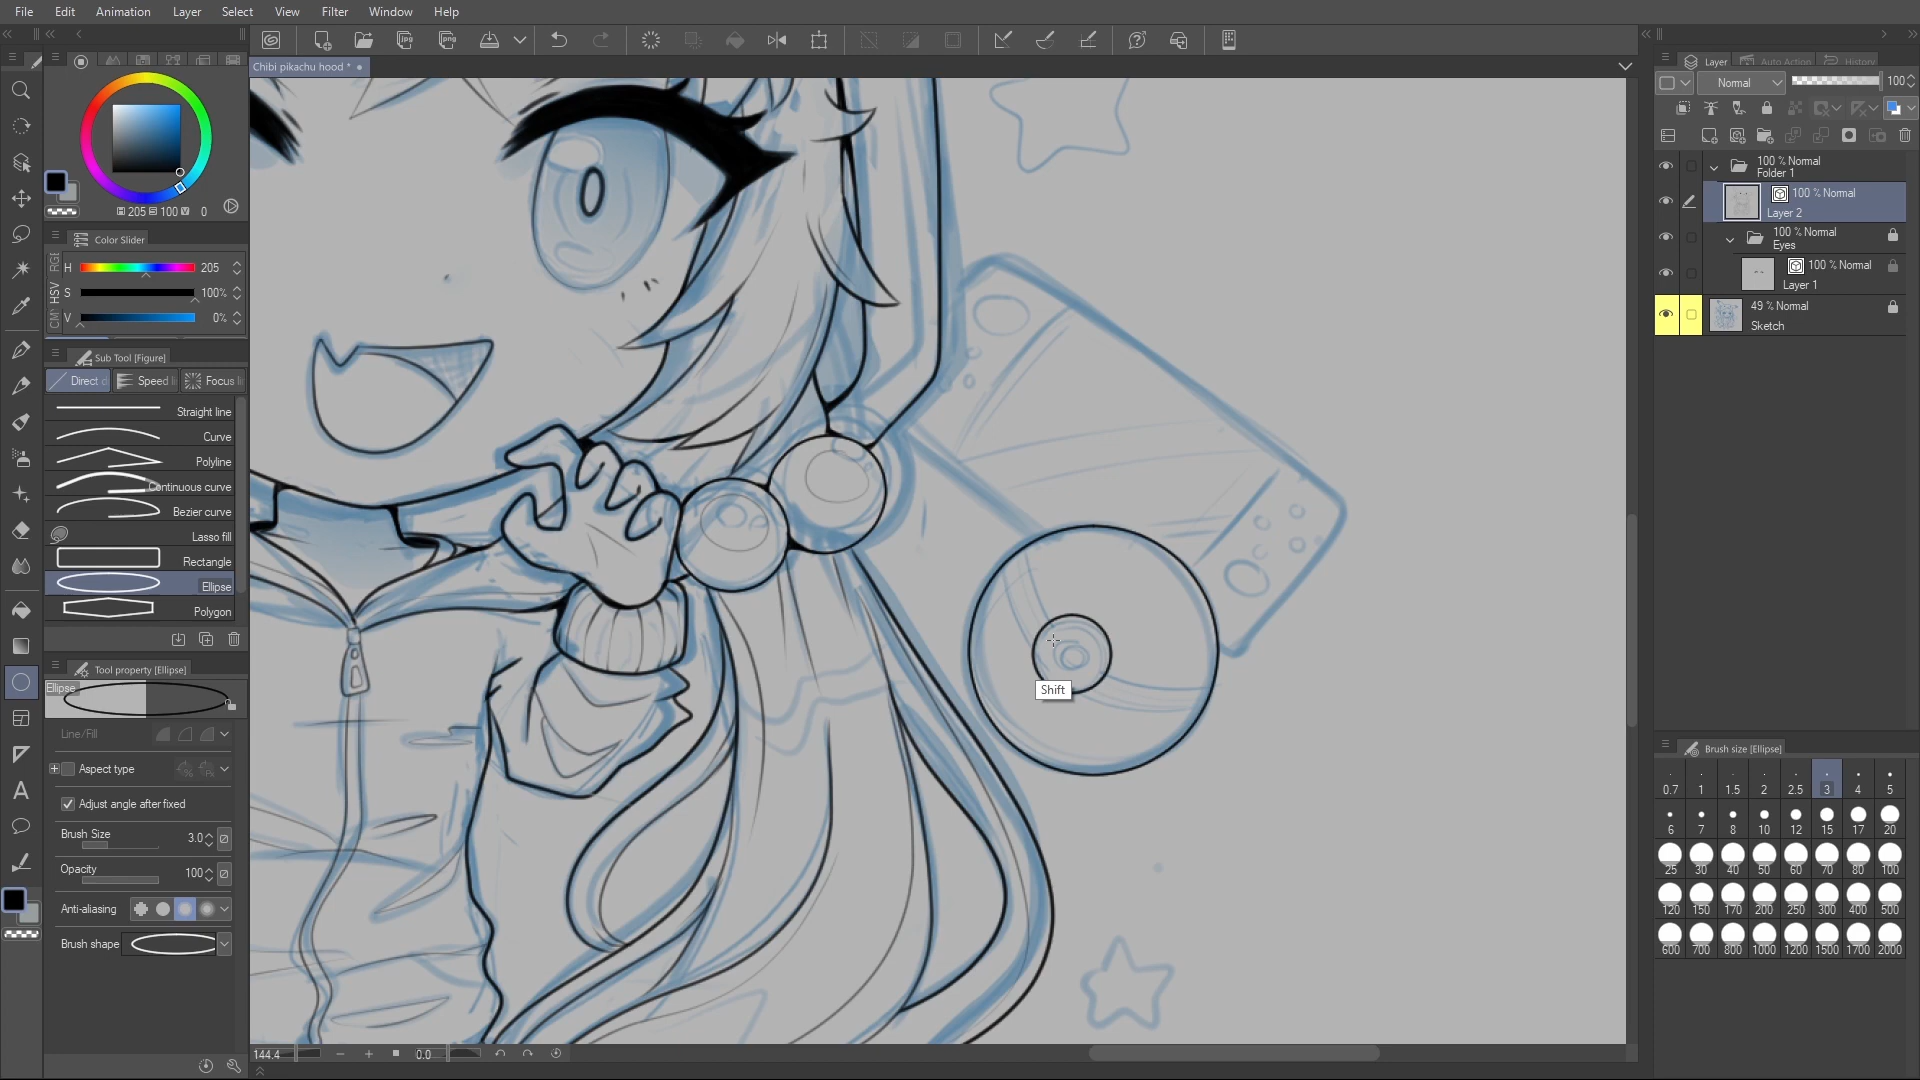 File Edit Animation Layer Select View Filter Window Help
Chibi pikachu hood *
205 100 0
Color Slider
RGB
HSV
H 205
S 100%
V 0%
Sub Tool [Figure]
Direct d
Speed li
Focus li
Straight line
Curve
Polyline
Continuous curve
Bezier curve
Lasso fill
Rectangle
Ellipse
Polygon
Tool property [Ellipse]
Ellipse
Line/Fill
Aspect type
Adjust angle after fixed
Brush Size 3.0
Opacity 100
Anti-aliasing
Brush shape
Shift
144.4
0.0
Layer Auto Action History
Normal 100
100 % Normal
Folder 1
100 % Normal
Layer 2
100 % Normal
Eyes
100 % Normal
Layer 1
49 % Normal
Sketch
Brush size [Ellipse]
0.7 1 1.5 2 2.5 3 4 5
6 7 8 10 12 15 17 20
25 30 40 50 60 70 80 100
120 150 170 200 250 300 400 500
600 700 800 1000 1200 1500 1700 2000